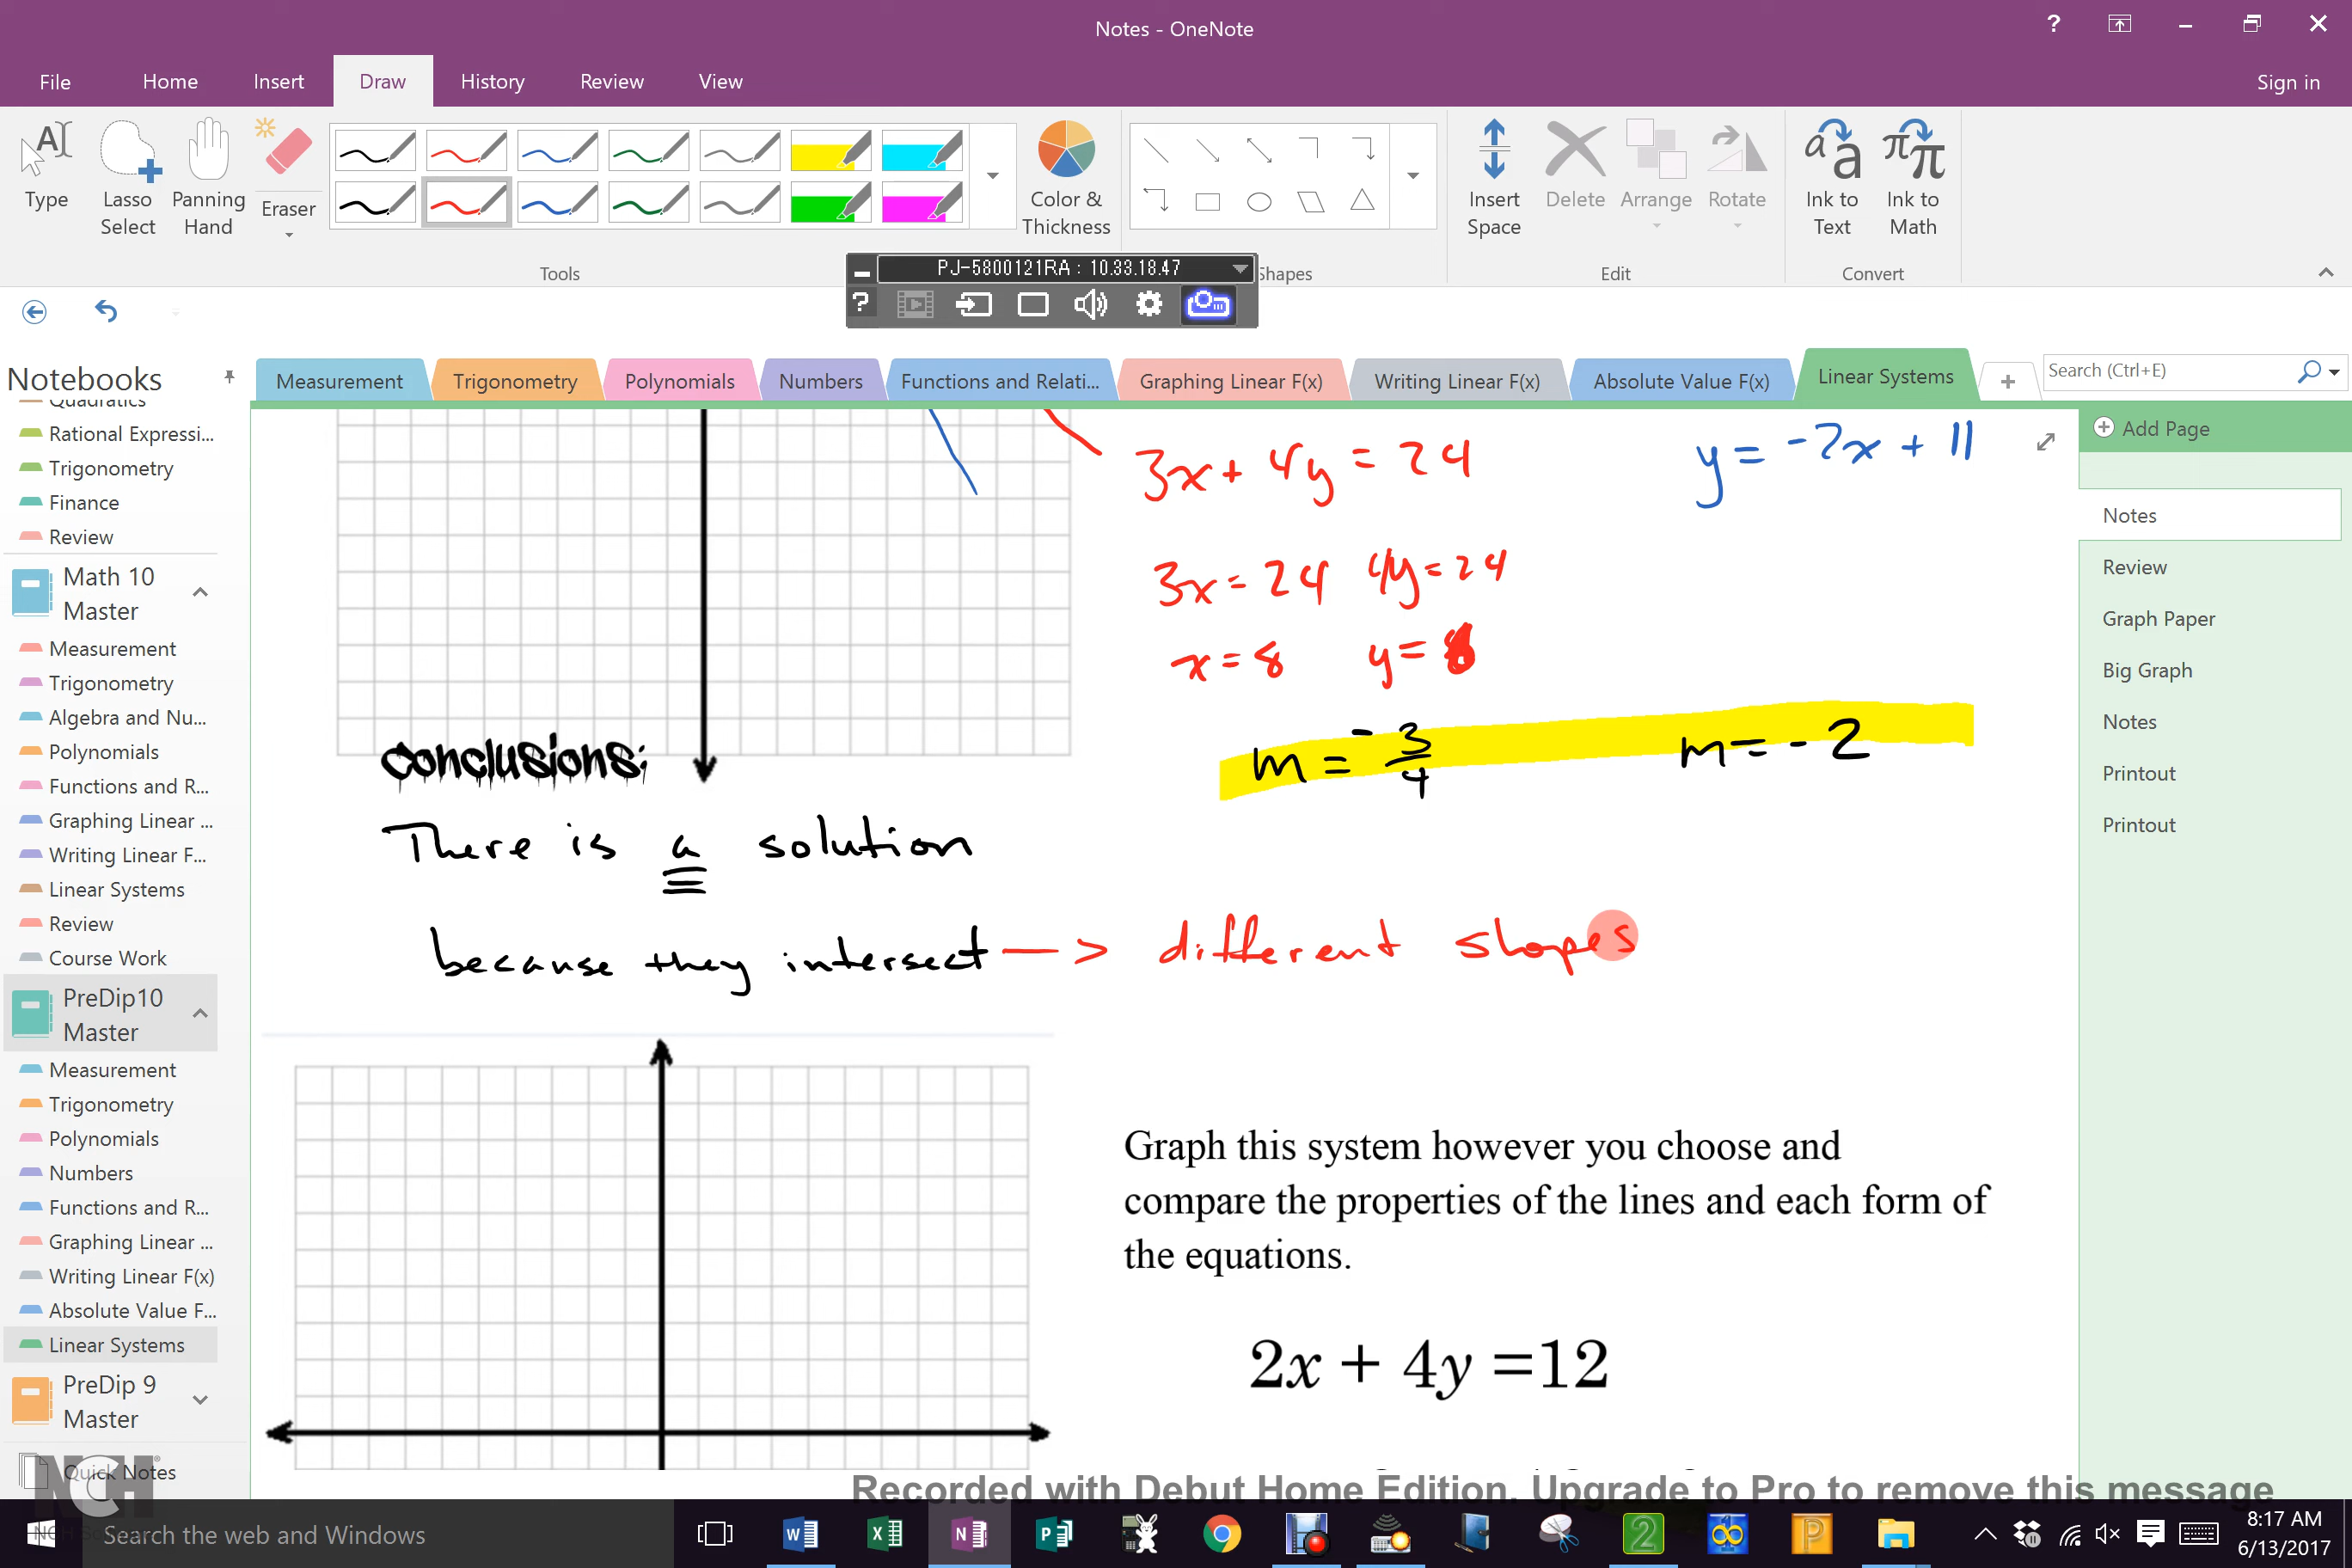 Notes - OneNote
File Home Insert Draw History Review View Sign in
Type
Lasso Select
Panning Hand
Eraser
Color & Thickness
Insert Space
Delete
Arrange
Rotate
Ink to Text
Ink to Math
Tools
Shapes
Edit
Convert
PJ-5800121RA : 10.33.18.47
Notebooks
Measurement Trigonometry Polynomials Numbers Functions and Relati... Graphing Linear F(x) Writing Linear F(x) Absolute Value F(x) Linear Systems
Search (Ctrl+E)
Quadratics
Rational Expressi...
Trigonometry
Finance
Review
Math 10 Master
Measurement
Trigonometry
Algebra and Nu...
Polynomials
Functions and R...
Graphing Linear ...
Writing Linear F...
Linear Systems
Review
Course Work
PreDip10 Master
Measurement
Trigonometry
Polynomials
Numbers
Functions and R...
Graphing Linear ...
Writing Linear F(x)
Absolute Value F...
Linear Systems
PreDip 9 Master
Quick Notes
3x + 4y = 24
y = -2x + 11
3x = 24 4y = 24
x = 8 y =
m = -3/4 m = -2
conclusions:
There is a solution
because they intersect —> different slopes
Graph this system however you choose and
compare the properties of the lines and each form of
the equations.
2x + 4y =12
Add Page
Notes
Review
Graph Paper
Big Graph
Notes
Printout
Printout
NCH
Recorded with Debut Home Edition. Upgrade to Pro to remove this message
Search the web and Windows
8:17 AM
6/13/2017